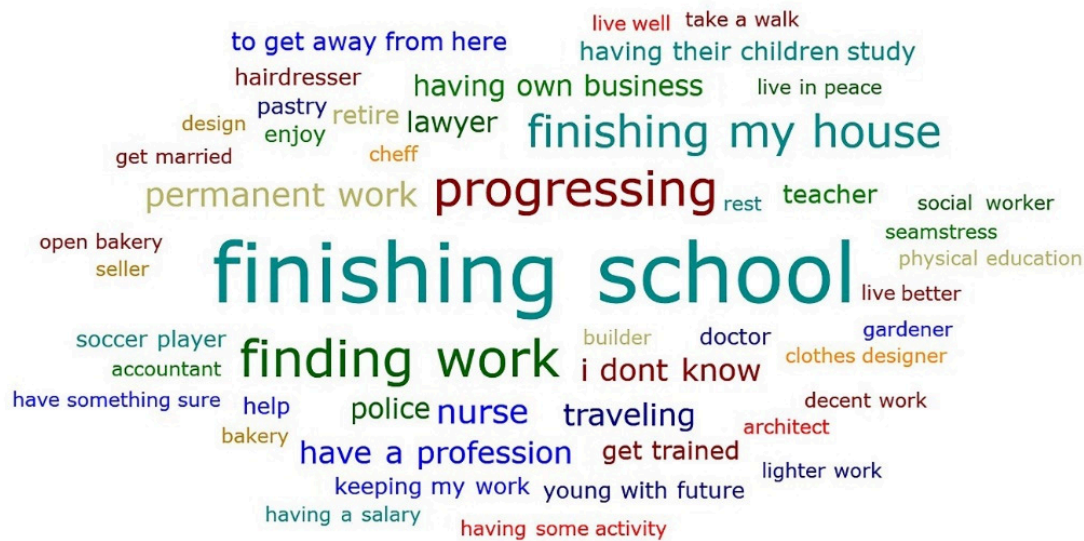 live well take a walk
to get away from here
having their children study
hairdresser
having own business
live in peace
pastry
retire
lawyer
design
enjoy
finishing my house
get married
cheff
permanent work
progressing
rest
teacher
social worker
seamstress
open bakery
seller
finishing school
physical education
live better
soccer player
finding work
builder
doctor
gardener
accountant
i dont know
clothes designer
have something sure
help
police
nurse
traveling
decent work
bakery
architect
have a profession
get trained
lighter work
keeping my work
young with future
having a salary
having some activity